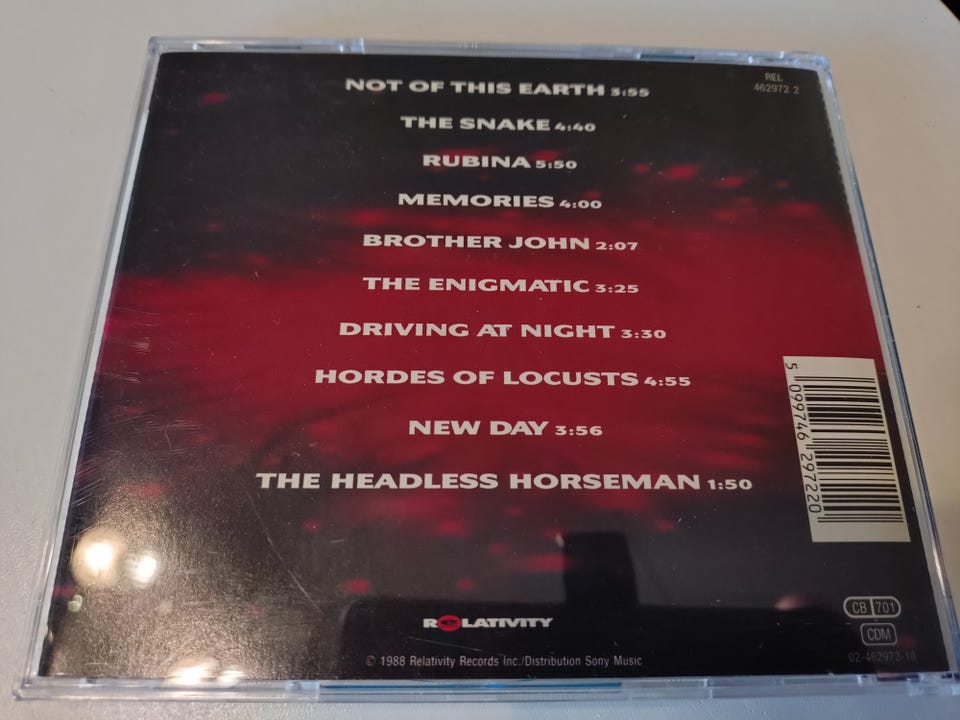 NOT OF THIS EARTH 3:55
REL
462972 2
THE SNAKE 4:40
RUBINA 5:50
MEMORIES 4:00
BROTHER JOHN 2:07
THE ENIGMATIC 3:25
DRIVING AT NIGHT 3:30
HORDES OF LOCUSTS 4:55
NEW DAY 3:56
THE HEADLESS HORSEMAN 1:50
5 099746 297220
RELATIVITY
© 1988 Relativity Records Inc./Distribution Sony Music
CB 701
CDM
02-462972-10